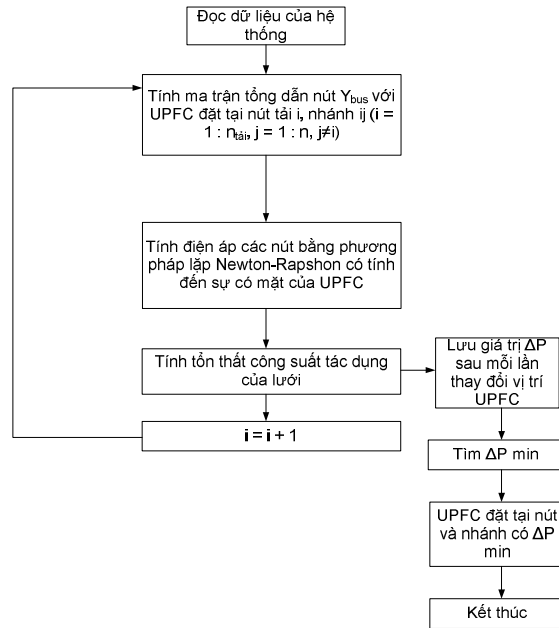 Đọc dữ liệu của hệ
thống
Tính ma trận tổng dẫn nút Ybus với
UPFC đặt tại nút tải i, nhánh ij (i =
1 : ntải, j = 1 : n, j≠i)
Tính điện áp các nút bằng phương
pháp lặp Newton-Rapshon có tính
đến sự có mặt của UPFC
Tính tổn thất công suất tác dụng
của lưới
i = i + 1
Lưu giá trị ΔP
sau mỗi lần
thay đổi vị trí
UPFC
Tìm ΔP min
UPFC đặt tại nút
và nhánh có ΔP
min
Kết thúc